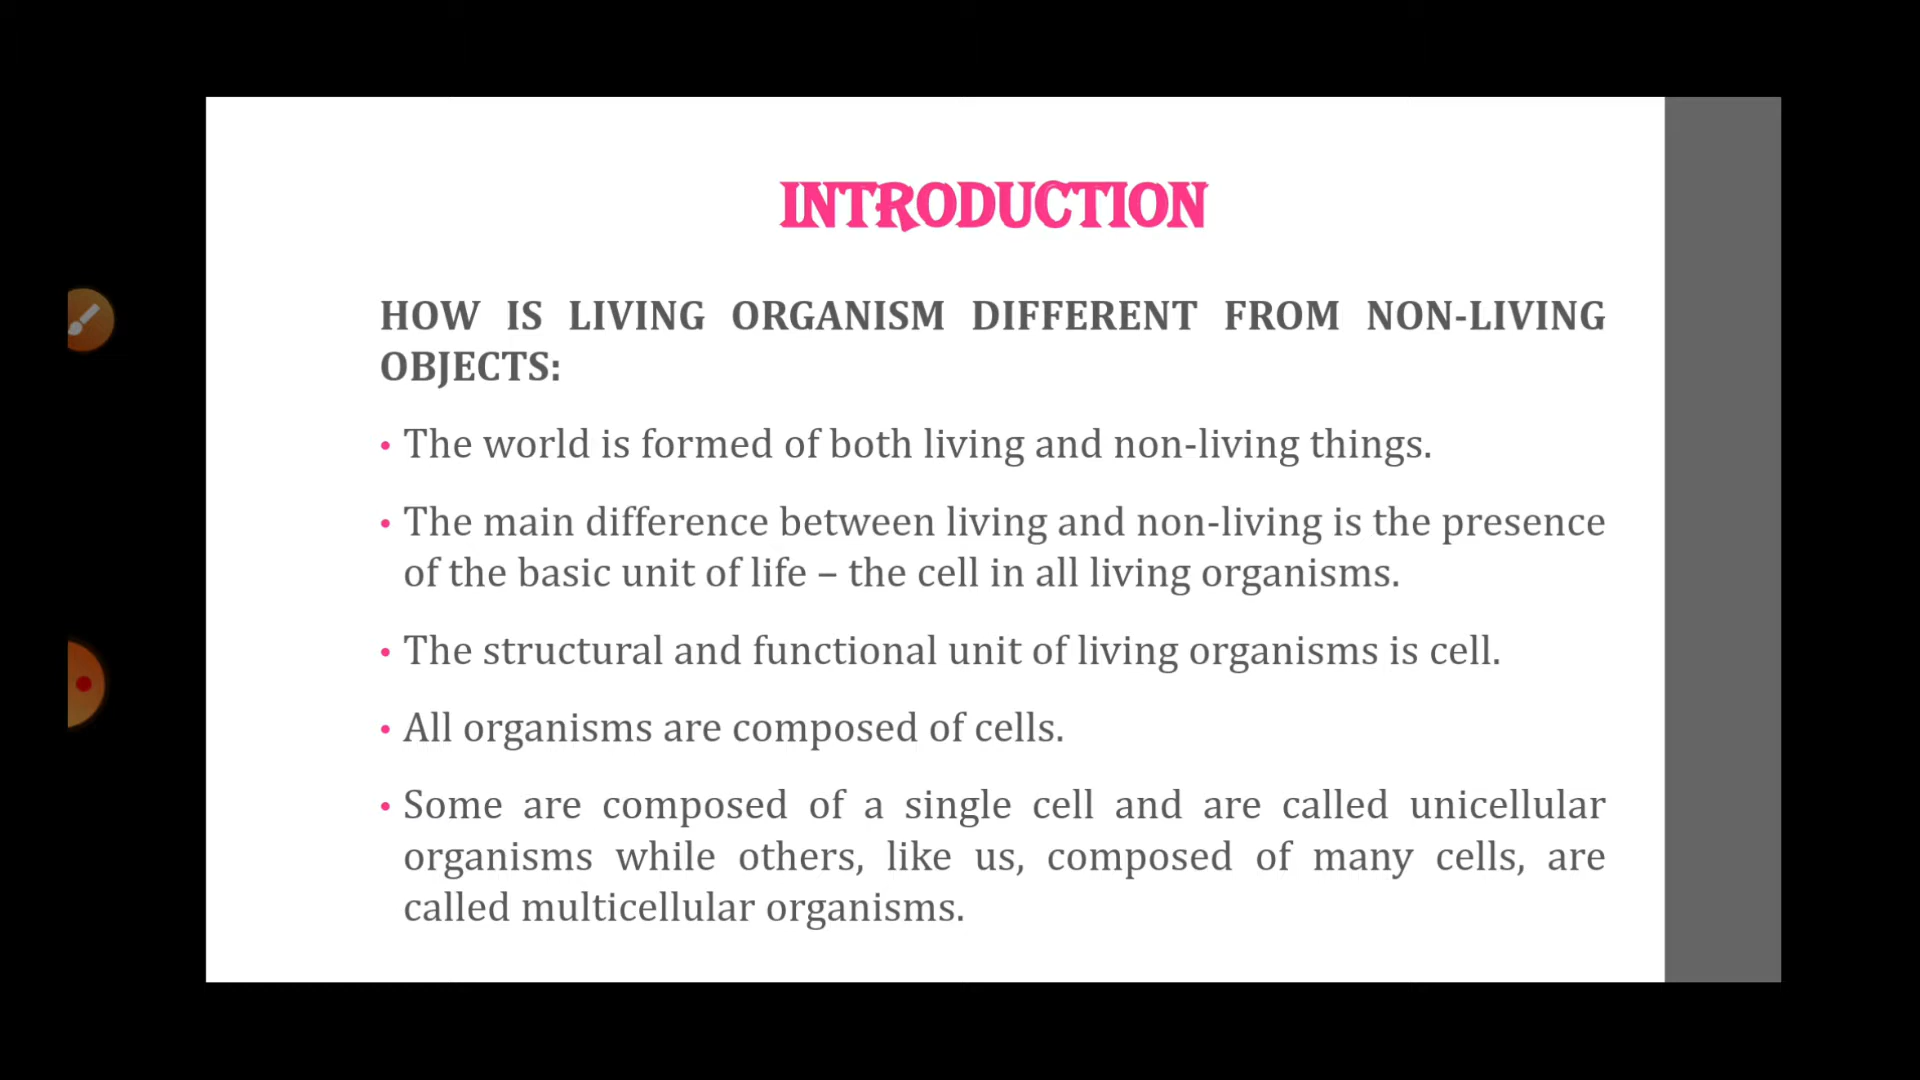 INTRODUCTION
HOW IS LIVING ORGANISM DIFFERENT FROM NON-LIVING
OBJECTS:
• The world is formed of both living and non-living things.
• The main difference between living and non-living is the presence
of the basic unit of life – the cell in all living organisms.
• The structural and functional unit of living organisms is cell.
• All organisms are composed of cells.
• Some are composed of a single cell and are called unicellular
organisms while others, like us, composed of many cells, are
called multicellular organisms.